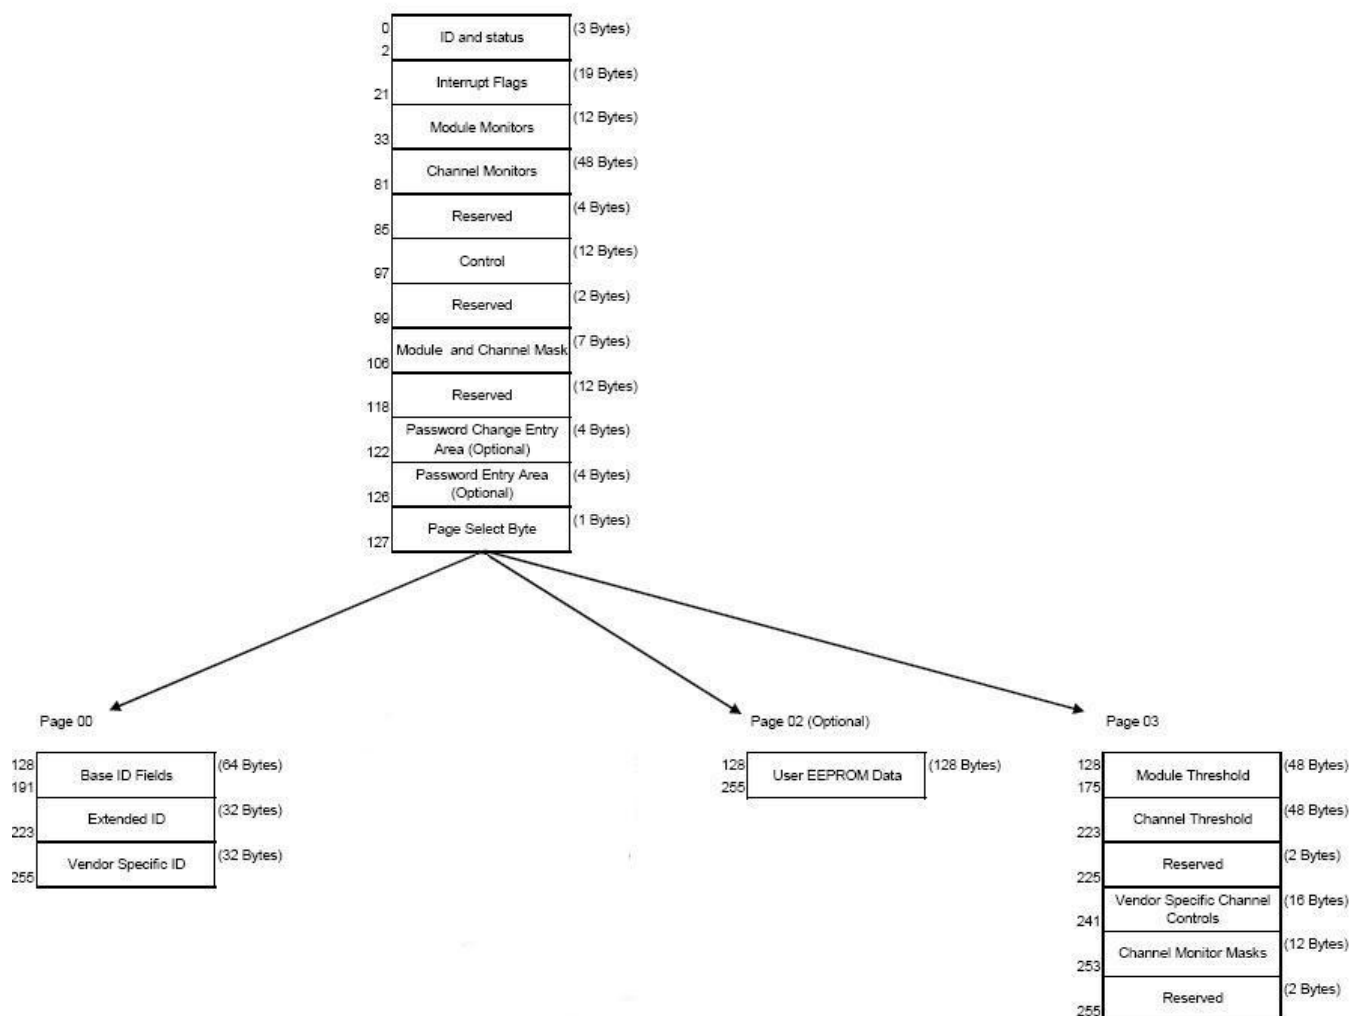 0
ID and status
(3 Bytes)
2
Interrupt Flags
(19 Bytes)
21
Module Monitors
(12 Bytes)
33
Channel Monitors
(48 Bytes)
81
Reserved
(4 Bytes)
85
Control
(12 Bytes)
97
Reserved
(2 Bytes)
99
Module and Channel Mask
(7 Bytes)
106
Reserved
(12 Bytes)
118
Password Change Entry
Area (Optional)
(4 Bytes)
122
Password Entry Area
(Optional)
(4 Bytes)
126
Page Select Byte
(1 Bytes)
127
Page 00
128
Base ID Fields
(64 Bytes)
191
Extended ID
(32 Bytes)
223
Vendor Specific ID
(32 Bytes)
255
Page 02 (Optional)
128
User EEPROM Data
(128 Bytes)
255
Page 03
128
Module Threshold
(48 Bytes)
175
Channel Threshold
(48 Bytes)
223
Reserved
(2 Bytes)
225
Vendor Specific Channel
Controls
(16 Bytes)
241
Channel Monitor Masks
(12 Bytes)
253
Reserved
(2 Bytes)
255